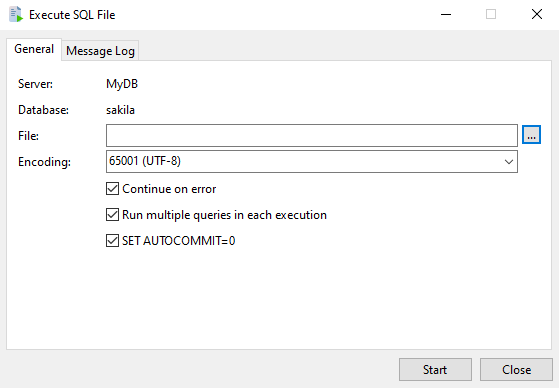 Execute SQL File
General
Message Log
Server: MyDB
Database: sakila
File:
...
Encoding: 65001 (UTF-8)
Continue on error
Run multiple queries in each execution
SET AUTOCOMMIT=0
Start
Close